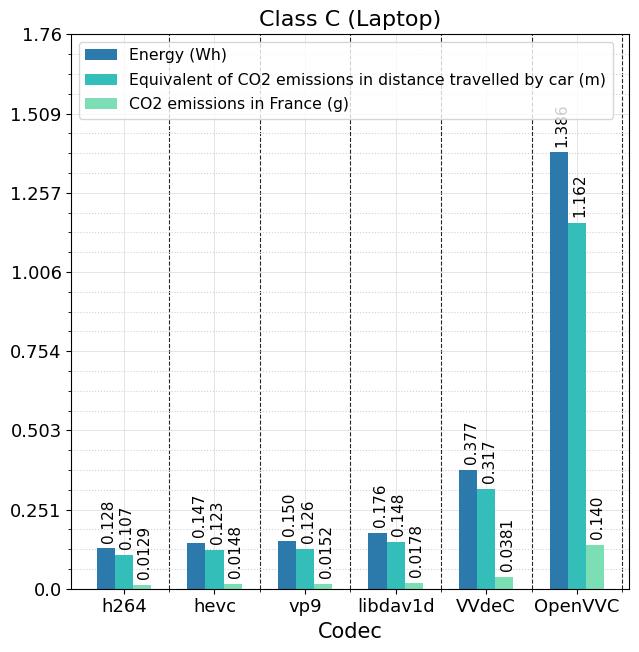 Class C (Laptop)
Energy (Wh)
Equivalent of CO2 emissions in distance travelled by car (m)
CO2 emissions in France (g)
1.76
1.509
1.257
1.006
0.754
0.503
0.251
0.0
0.128
0.107
0.0129
0.147
0.123
0.0148
0.150
0.126
0.0152
0.176
0.148
0.0178
0.377
0.317
0.0381
1.386
1.162
0.140
h264
hevc
vp9
libdav1d
VVdeC
OpenVVC
Codec